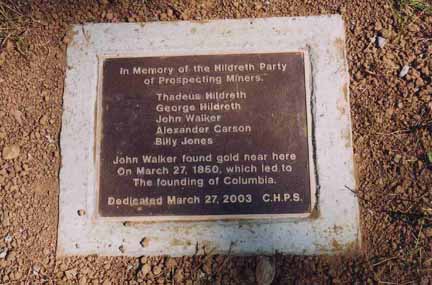 In Memory of the Hildreth Party
of Prospecting Miners.
Thadeus Hildreth
George Hildreth
John Walker
Alexander Carson
Billy Jones
John Walker found gold near here
On March 27, 1850, which led to
The founding of Columbia.
Dedicated March 27, 2003 C.H.P.S.